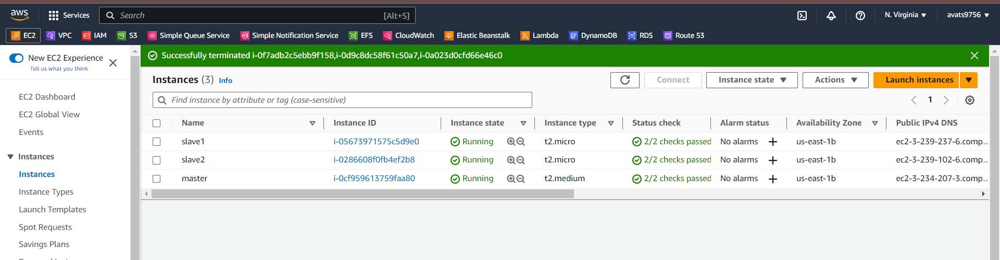 aws
Services
Search
[Alt+S]
N. Virginia
avats9756
EC2
VPC
IAM
S3
Simple Queue Service
Simple Notification Service
EFS
CloudWatch
Elastic Beanstalk
Lambda
DynamoDB
RDS
Route 53
New EC2 Experience
Tell us what you think
EC2 Dashboard
EC2 Global View
Events
Instances
Instances
Instance Types
Launch Templates
Spot Requests
Savings Plans
Successfully terminated i-0f7adb2c5ebb9f158,i-0d9c8dc58f61c50a7,i-0a023d0cfd66e46c0
Instances (3) Info
Connect
Instance state
Actions
Launch instances
Find instance by attribute or tag (case-sensitive)
1
Name Instance ID Instance state Instance type Status check Alarm status Availability Zone Public IPv4 DNS
slave1 i-05673971575c5d9e0 Running t2.micro 2/2 checks passed No alarms + us-east-1b ec2-3-239-237-6.comp...
slave2 i-0286608f0fb4ef2b8 Running t2.micro 2/2 checks passed No alarms + us-east-1b ec2-3-239-102-6.comp...
master i-0cf959613759faa80 Running t2.medium 2/2 checks passed No alarms + us-east-1b ec2-3-234-207-3.comp...